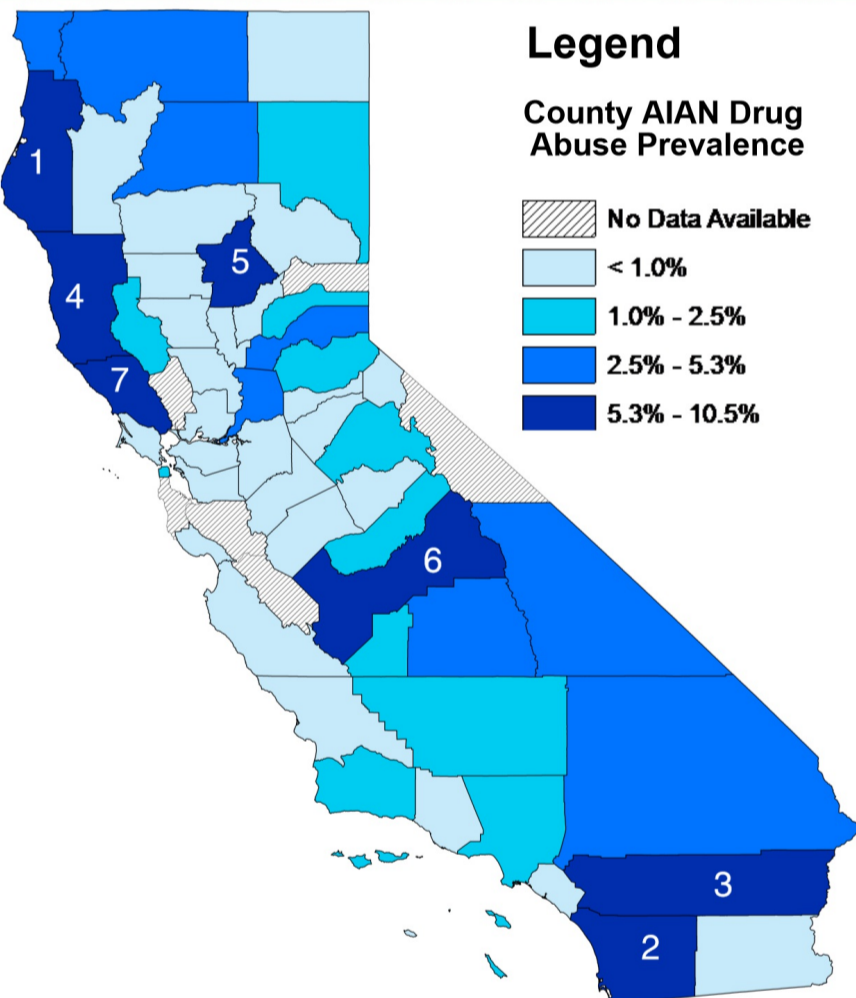 Legend
County AIAN Drug
Abuse Prevalence
No Data Available
< 1.0%
1.0% - 2.5%
2.5% - 5.3%
5.3% - 10.5%
1
5
4
7
6
3
2